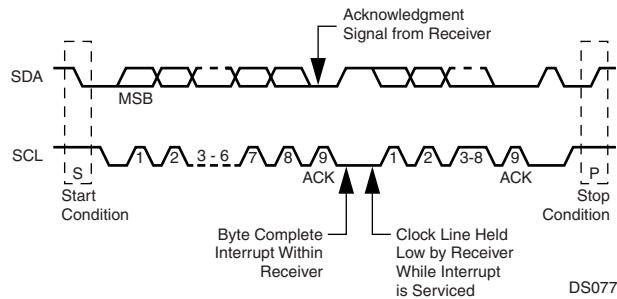 Acknowledgment
Signal from Receiver
SDA
MSB
SCL
1 2 3 - 6 7 8 9 1 2 3-8 9
S
ACK
ACK
P
Start
Condition
Stop
Condition
Byte Complete
Interrupt Within
Receiver
Clock Line Held
Low by Receiver
While Interrupt
is Serviced
DS077